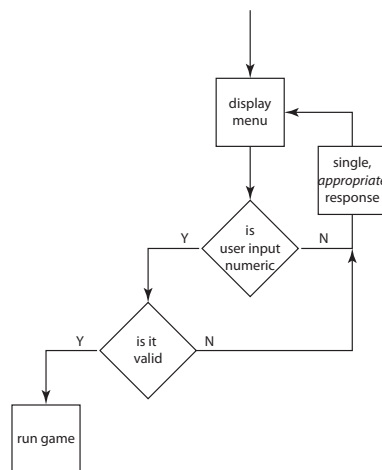 display
menu
single,
appropriate
response
is
user input
numeric
Y
N
is it
valid
Y
N
run game